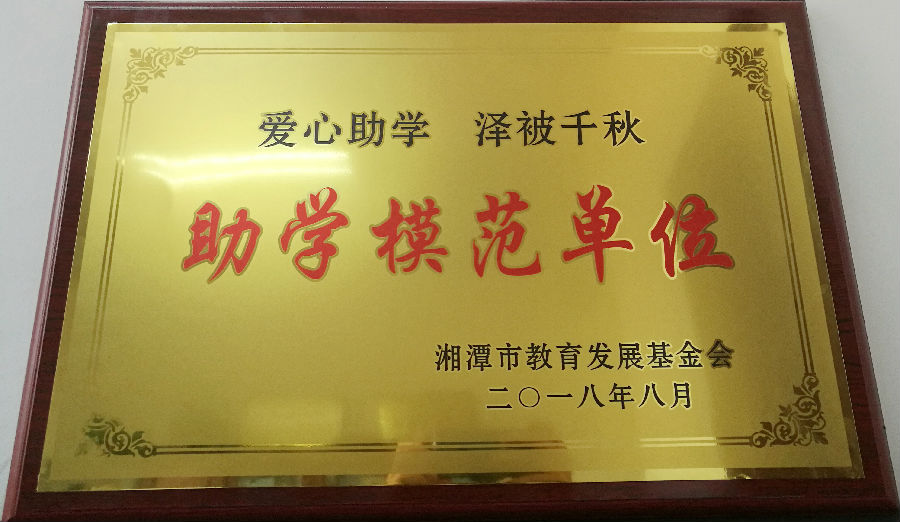 爱心助学 泽被千秋
助学模范单位
湘潭市教育发展基金会
二〇一八年八月